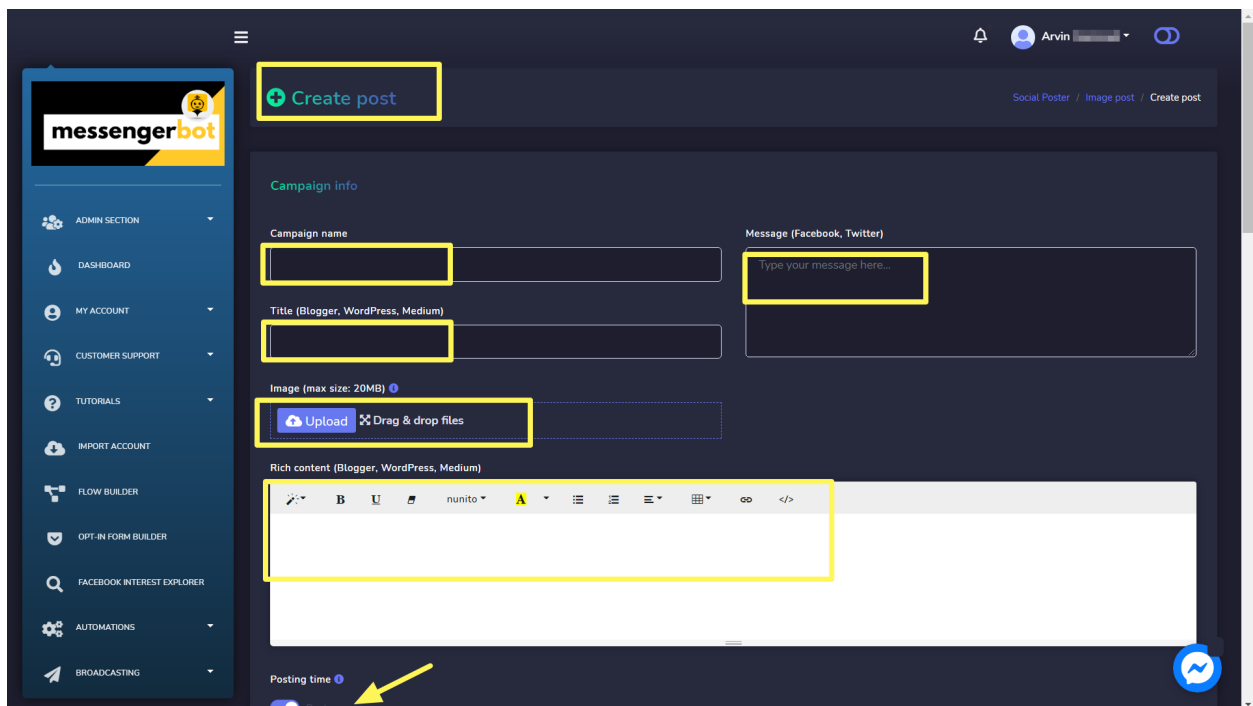 Arvin
messengerbot
Create post
Social Poster / Image post / Create post
ADMIN SECTION
DASHBOARD
MY ACCOUNT
CUSTOMER SUPPORT
TUTORIALS
IMPORT ACCOUNT
FLOW BUILDER
OPT-IN FORM BUILDER
FACEBOOK INTEREST EXPLORER
AUTOMATIONS
BROADCASTING
Campaign info
Campaign name
Message (Facebook, Twitter)
Type your message here...
Title (Blogger, WordPress, Medium)
Image (max size: 20MB)
Upload Drag & drop files
Rich content (Blogger, WordPress, Medium)
B U nunito A </>
Posting time